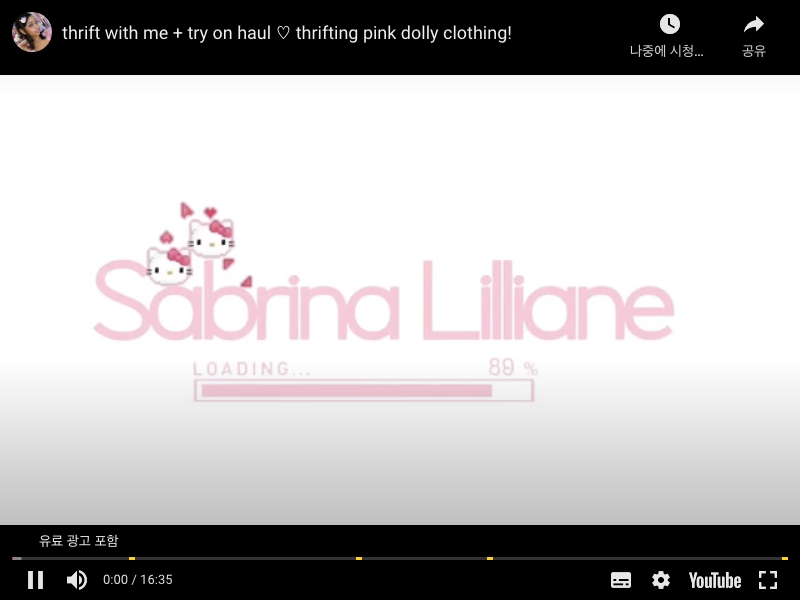 thrift with me + try on haul ♡ thrifting pink dolly clothing!
나중에 시청...
공유
Sabrina Lilliane
LOADING... 89 %
유료 광고 포함
0:00 / 16:35
YouTube